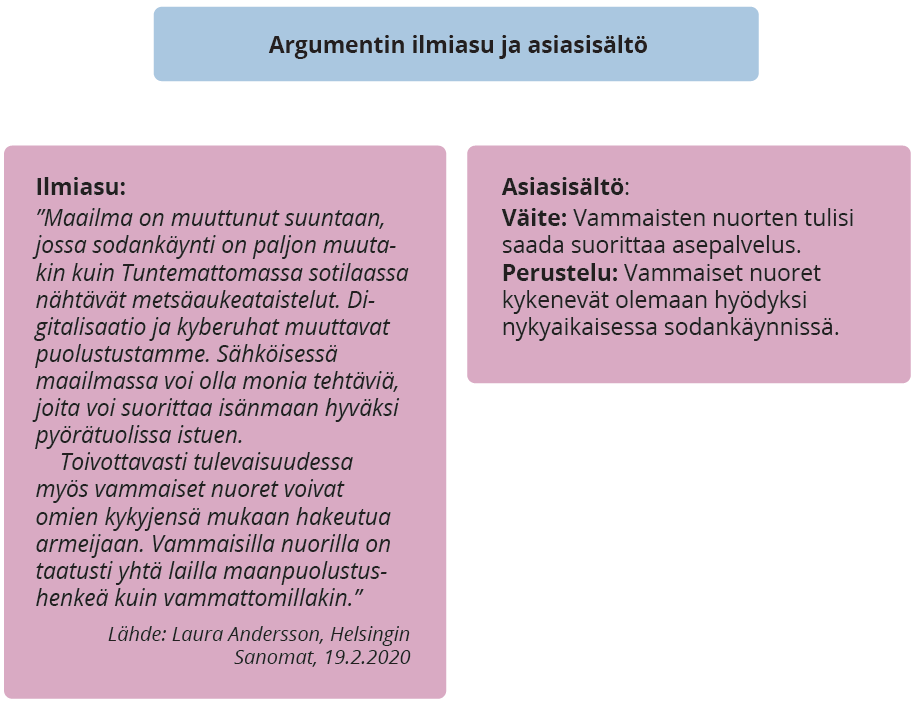 Argumentin ilmiasu ja asiasisältö
Ilmiasu:
”Maailma on muuttunut suuntaan,
jossa sodankäynti on paljon muuta-
kin kuin Tuntemattomassa sotilaassa
nähtävät metsäaukeataistelut. Di-
gitalisaatio ja kyberuhat muuttavat
puolustustamme. Sähköisessä
maailmassa voi olla monia tehtäviä,
joita voi suorittaa isänmaan hyväksi
pyörätuolissa istuen.
Toivottavasti tulevaisuudessa
myös vammaiset nuoret voivat
omien kykyjensä mukaan hakeutua
armeijaan. Vammaisilla nuorilla on
taatusti yhtä lailla maanpuolustus-
henkeä kuin vammattomillakin.”
Lähde: Laura Andersson, Helsingin
Sanomat, 19.2.2020
Asiasisältö:
Väite: Vammaisten nuorten tulisi
saada suorittaa asepalvelus.
Perustelu: Vammaiset nuoret
kykenevät olemaan hyödyksi
nykyaikaisessa sodankäynnissä.